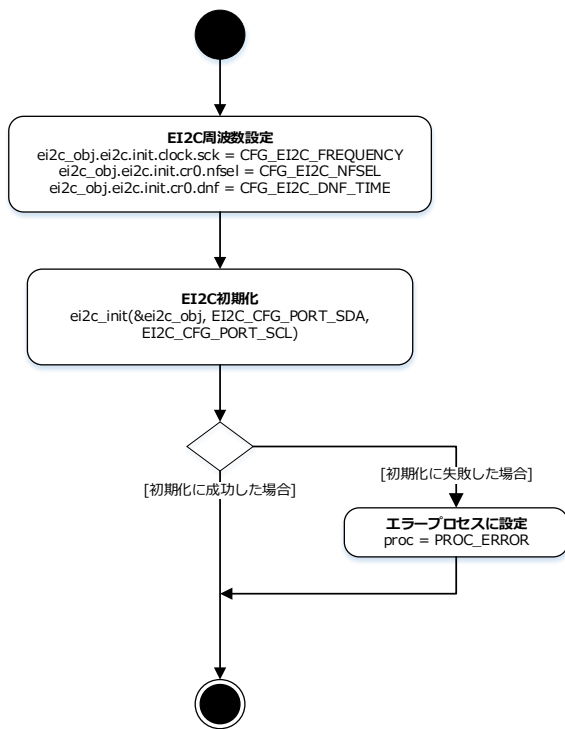 EI2C周波数設定
ei2c_obj.ei2c.init.clock.sck = CFG_EI2C_FREQUENCY
ei2c_obj.ei2c.init.cr0.nfsel = CFG_EI2C_NFSEL
ei2c_obj.ei2c.init.cr0.dnf = CFG_EI2C_DNF_TIME
EI2C初期化
ei2c_init(&ei2c_obj, EI2C_CFG_PORT_SDA,
EI2C_CFG_PORT_SCL)
[初期化に失敗した場合]
[初期化に成功した場合]
エラープロセスに設定
proc = PROC_ERROR